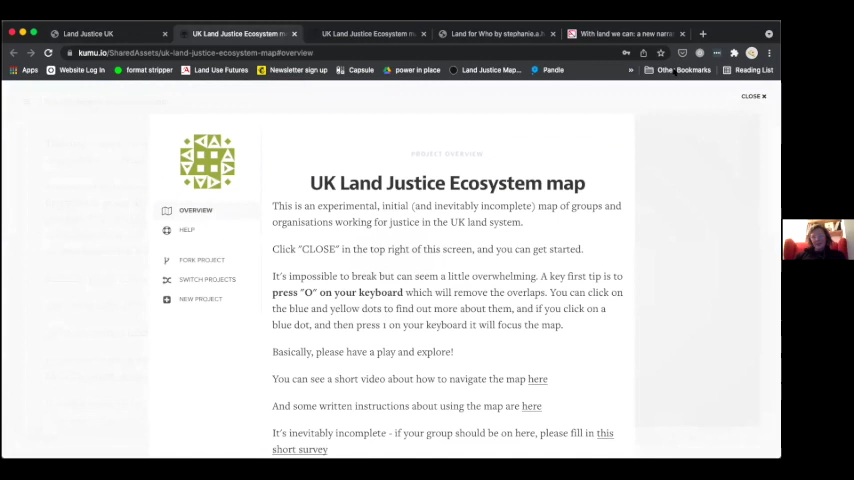 Land Justice UK
UK Land Justice Ecosystem m
UK Land Justice Ecosystem m
Land for Who by stephanie.a.h
With land we can: a new narra
kumu.io/SharedAssets/uk-land-justice-ecosystem-map#overview
Apps
Website Log In
format stripper
Land Use Futures
Newsletter sign up
Capsule
power in place
Land Justice Map...
Pandle
»
Other Bookmarks
Reading List
CLOSE ×
PROJECT OVERVIEW
UK Land Justice Ecosystem map
OVERVIEW
HELP
FORK PROJECT
SWITCH PROJECTS
NEW PROJECT
This is an experimental, initial (and inevitably incomplete) map of groups and
organisations working for justice in the UK land system.
Click "CLOSE" in the top right of this screen, and you can get started.
It's impossible to break but can seem a little overwhelming. A key first tip is to
press "O" on your keyboard which will remove the overlaps. You can click on
the blue and yellow dots to find out more about them, and if you click on a
blue dot, and then press 1 on your keyboard it will focus the map.
Basically, please have a play and explore!
You can see a short video about how to navigate the map here
And some written instructions about using the map are here
It's inevitably incomplete - if your group should be on here, please fill in this
short survey